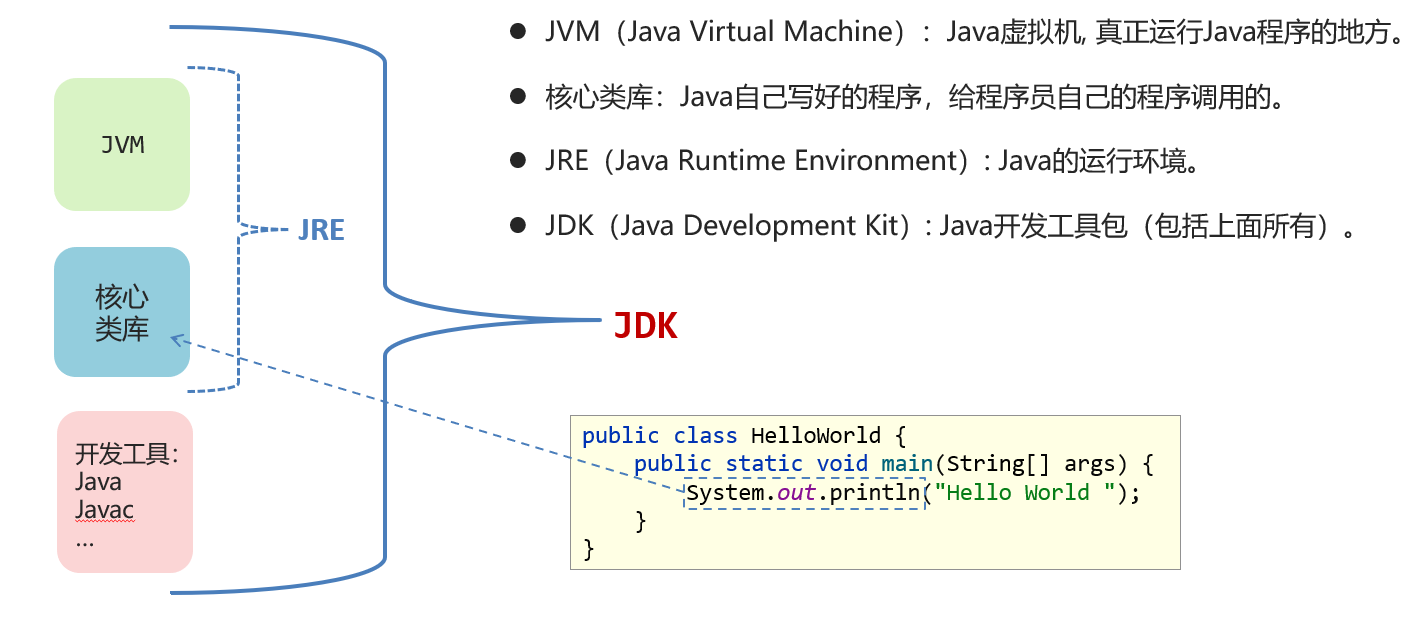 JVM（Java Virtual Machine）：Java虚拟机, 真正运行Java程序的地方。
核心类库：Java自己写好的程序，给程序员自己的程序调用的。
JRE（Java Runtime Environment）: Java的运行环境。
JDK（Java Development Kit）: Java开发工具包（包括上面所有）。
JVM
JRE
核心
类库
JDK
开发工具：
Java
Javac
...
public class HelloWorld {
    public static void main(String[] args) {
        System.out.println("Hello World ");
    }
}